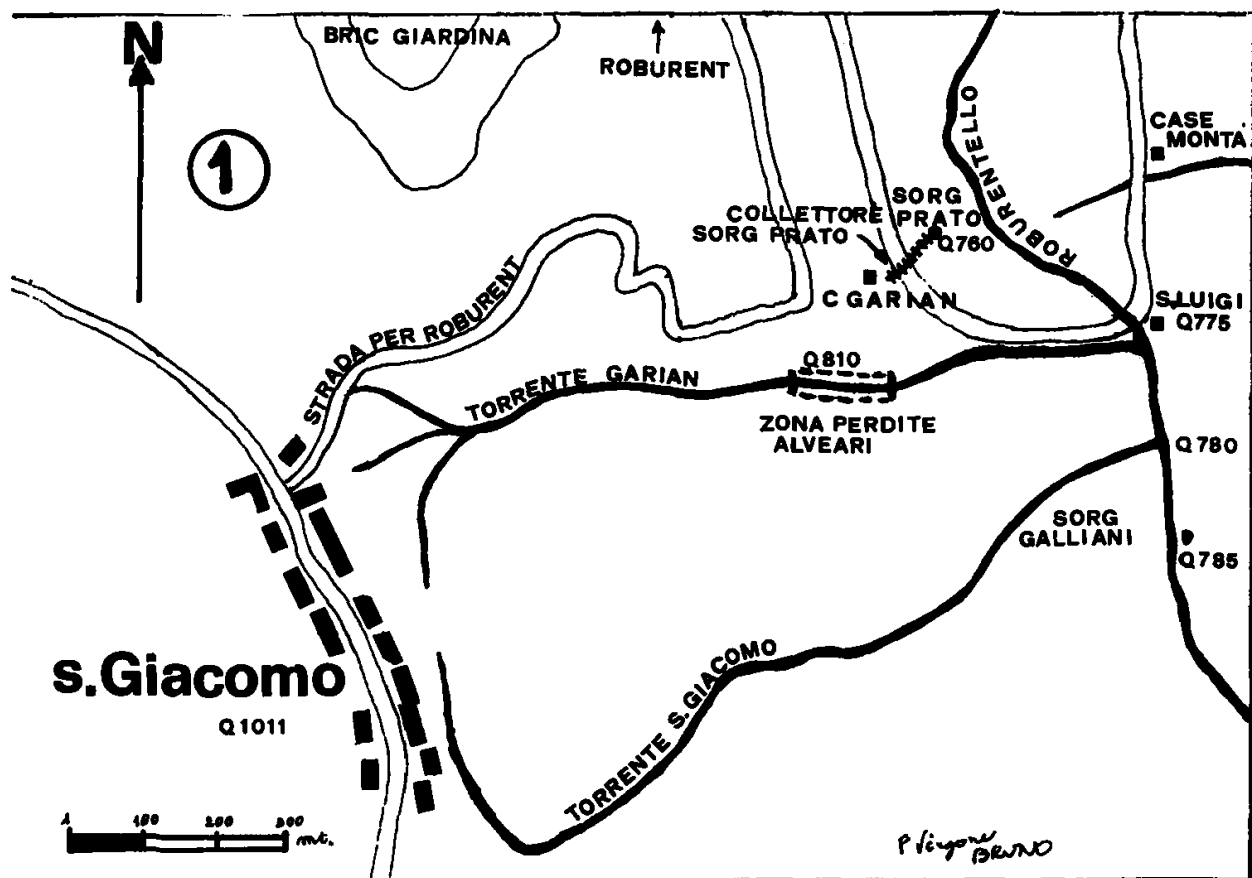 BRIC GIARDINA
N
ROBURENT
1
ROBURENTELLO
CASE
MONTA
SORG
PRATO
Q760
COLLETTORE
SORG PRATO
C GARIAN
S.LUIGI
Q775
STRADA PER ROBURENT
Q810
TORRENTE GARIAN
ZONA PERDITE
ALVEARI
Q780
SORG
GALLIANI
Q785
s.Giacomo
Q1011
TORRENTE S.GIACOMO
100 200 300 mt.
BRUNO